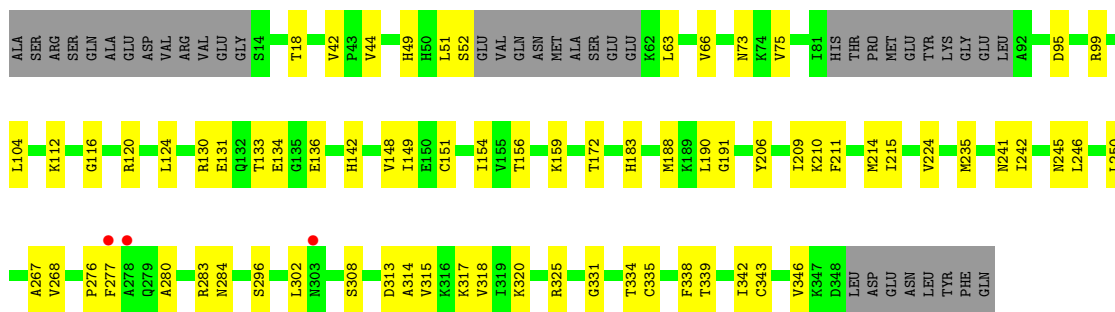 ALA SER ARG SER GLN ALA GLU ASP VAL ARG VAL GLU GLY S14 T18 V42 P43 V44 H49 H50 L51 S52 GLU VAL GLN ASN MET ALA SER GLU GLU K62 L63 V66 N73 K74 V75 I81 HIS THR PRO MET GLU TYR LYS GLY GLU LEU A92 D95 R99
L104 K112 G116 R120 L124 R130 E131 Q132 T133 E134 G135 E136 H142 V148 I149 E150 C151 I154 V155 T156 K159 T172 H183 M188 K189 L190 G191 Y206 I209 K210 F211 M214 I215 V224 M235 N241 I242 N245 L246
A267 V268 P276 F277 A278 Q279 A280 R283 N284 S296 L302 N303 S308 D313 A314 V315 K316 K317 V318 I319 K320 R325 G331 T334 C335 F338 T339 I342 C343 V346 K347 D348 LEU ASP GLU ASN LEU TYR PHE GLN